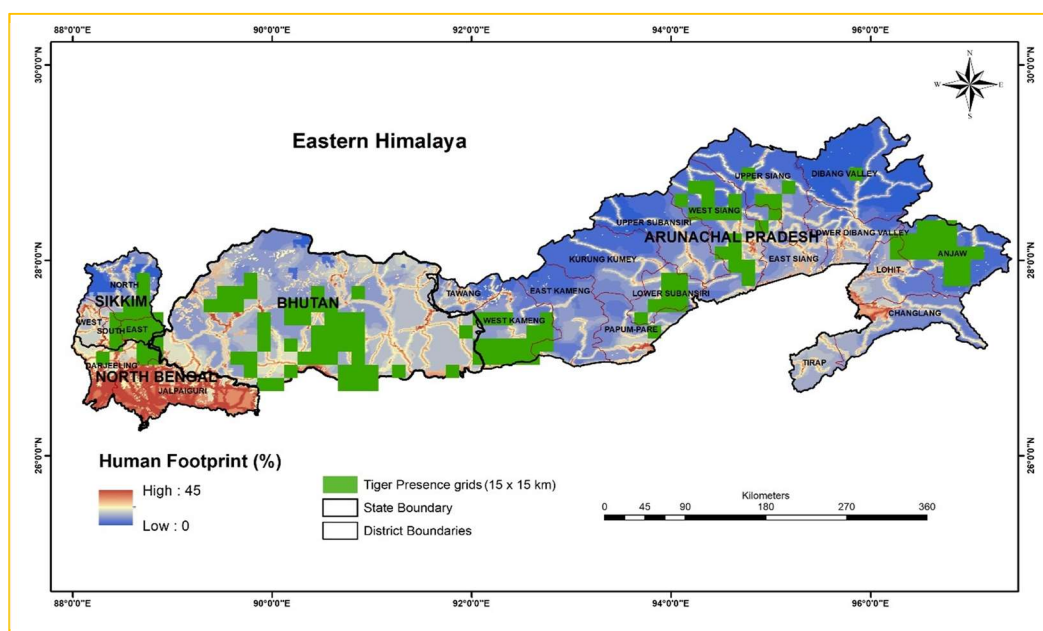 88°0'0"E
90°0'0"E
92°0'0"E
94°0'0"E
96°0'0"E
30°0'0"N
30°0'0"N
N
W
E
S
Eastern Himalaya
UPPER SIANG
DIBANG VALLEY
WEST SIANG
UPPER SUBANSIRI
ARUNACHAL PRADESH
LOWER DIBANG VALLEY
28°0'0"N
KURUNG KUMEY
EAST SIANG
LOHIT
ANJAW
28°0'0"N
NORTH
SIKKIM
WEST
SOUTH
EAST
BHUTAN
TAWANG
EAST KAMENG
LOWER SUBANSIRI
CHANGLANG
WEST KAMENG
PAPUM-PARE
TIRAP
DARJEELING
NORTH BENGAL
JALPAIGURI
26°0'0"N
26°0'0"N
Human Footprint (%)
High : 45
Low : 0
Tiger Presence grids (15 x 15 km)
State Boundary
District Boundaries
Kilometers
0 45 90 180 270 360
88°0'0"E
90°0'0"E
92°0'0"E
94°0'0"E
96°0'0"E